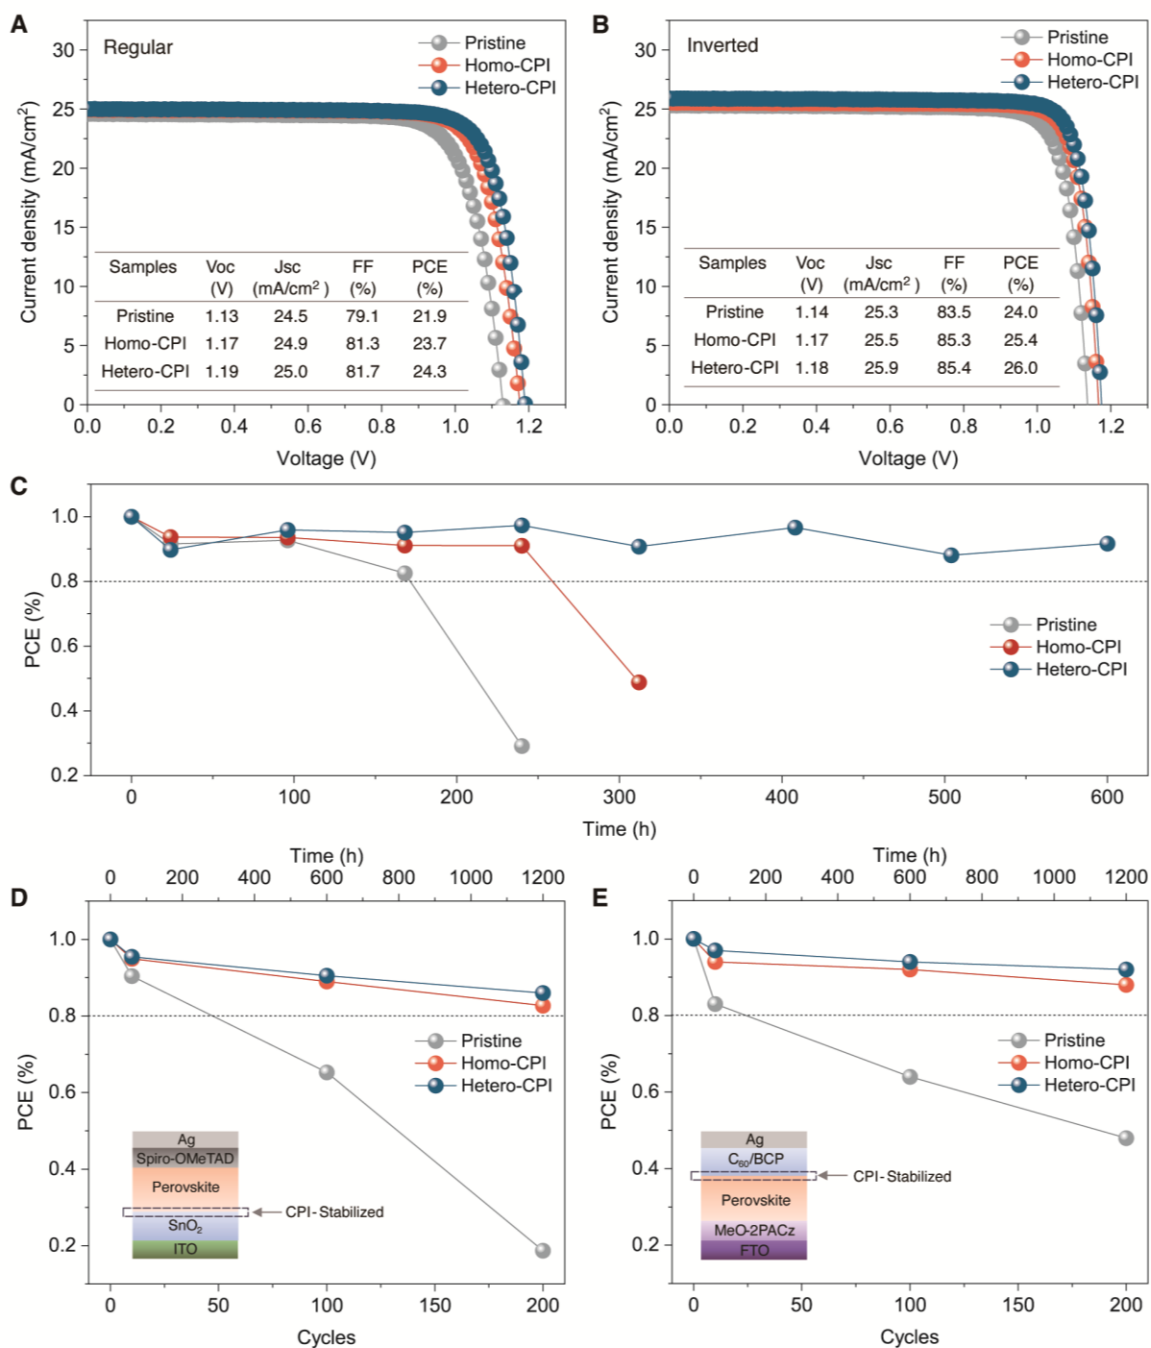 A
Regular
Pristine
Homo-CPI
Hetero-CPI
Current density (mA/cm²)
30
25
20
15
10
5
0
Samples Voc (V) Jsc (mA/cm²) FF (%) PCE (%)
Pristine 1.13 24.5 79.1 21.9
Homo-CPI 1.17 24.9 81.3 23.7
Hetero-CPI 1.19 25.0 81.7 24.3
0.0 0.2 0.4 0.6 0.8 1.0 1.2
Voltage (V)
B
Inverted
Pristine
Homo-CPI
Hetero-CPI
Current density (mA/cm²)
30
25
20
15
10
5
0
Samples Voc (V) Jsc (mA/cm²) FF (%) PCE (%)
Pristine 1.14 25.3 83.5 24.0
Homo-CPI 1.17 25.5 85.3 25.4
Hetero-CPI 1.18 25.9 85.4 26.0
0.0 0.2 0.4 0.6 0.8 1.0 1.2
Voltage (V)
C
PCE (%)
1.0
0.8
0.6
0.4
0.2
Pristine
Homo-CPI
Hetero-CPI
0 100 200 300 400 500 600
Time (h)
D
Time (h)
0 200 400 600 800 1000 1200
PCE (%)
1.0
0.8
0.6
0.4
0.2
Pristine
Homo-CPI
Hetero-CPI
Ag
Spiro-OMeTAD
Perovskite
CPI-Stabilized
SnO₂
ITO
0 50 100 150 200
Cycles
E
Time (h)
0 200 400 600 800 1000 1200
PCE (%)
1.0
0.8
0.6
0.4
0.2
Pristine
Homo-CPI
Hetero-CPI
Ag
C₆₀/BCP
CPI-Stabilized
Perovskite
MeO-2PACz
FTO
0 50 100 150 200
Cycles